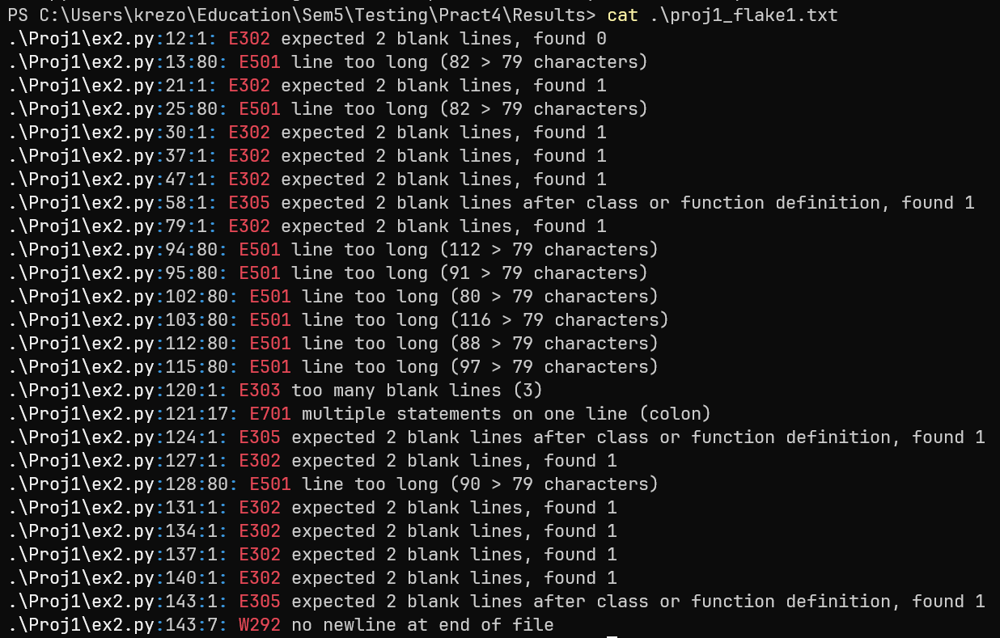 PS C:\Users\krezo\Education\Sem5\Testing\Pract4\Results> cat .\proj1_flake1.txt
.\Proj1\ex2.py:12:1: E302 expected 2 blank lines, found 0
.\Proj1\ex2.py:13:80: E501 line too long (82 > 79 characters)
.\Proj1\ex2.py:21:1: E302 expected 2 blank lines, found 1
.\Proj1\ex2.py:25:80: E501 line too long (82 > 79 characters)
.\Proj1\ex2.py:30:1: E302 expected 2 blank lines, found 1
.\Proj1\ex2.py:37:1: E302 expected 2 blank lines, found 1
.\Proj1\ex2.py:47:1: E302 expected 2 blank lines, found 1
.\Proj1\ex2.py:58:1: E305 expected 2 blank lines after class or function definition, found 1
.\Proj1\ex2.py:79:1: E302 expected 2 blank lines, found 1
.\Proj1\ex2.py:94:80: E501 line too long (112 > 79 characters)
.\Proj1\ex2.py:95:80: E501 line too long (91 > 79 characters)
.\Proj1\ex2.py:102:80: E501 line too long (80 > 79 characters)
.\Proj1\ex2.py:103:80: E501 line too long (116 > 79 characters)
.\Proj1\ex2.py:112:80: E501 line too long (88 > 79 characters)
.\Proj1\ex2.py:115:80: E501 line too long (97 > 79 characters)
.\Proj1\ex2.py:120:1: E303 too many blank lines (3)
.\Proj1\ex2.py:121:17: E701 multiple statements on one line (colon)
.\Proj1\ex2.py:124:1: E305 expected 2 blank lines after class or function definition, found 1
.\Proj1\ex2.py:127:1: E302 expected 2 blank lines, found 1
.\Proj1\ex2.py:128:80: E501 line too long (90 > 79 characters)
.\Proj1\ex2.py:131:1: E302 expected 2 blank lines, found 1
.\Proj1\ex2.py:134:1: E302 expected 2 blank lines, found 1
.\Proj1\ex2.py:137:1: E302 expected 2 blank lines, found 1
.\Proj1\ex2.py:140:1: E302 expected 2 blank lines, found 1
.\Proj1\ex2.py:143:1: E305 expected 2 blank lines after class or function definition, found 1
.\Proj1\ex2.py:143:7: W292 no newline at end of file